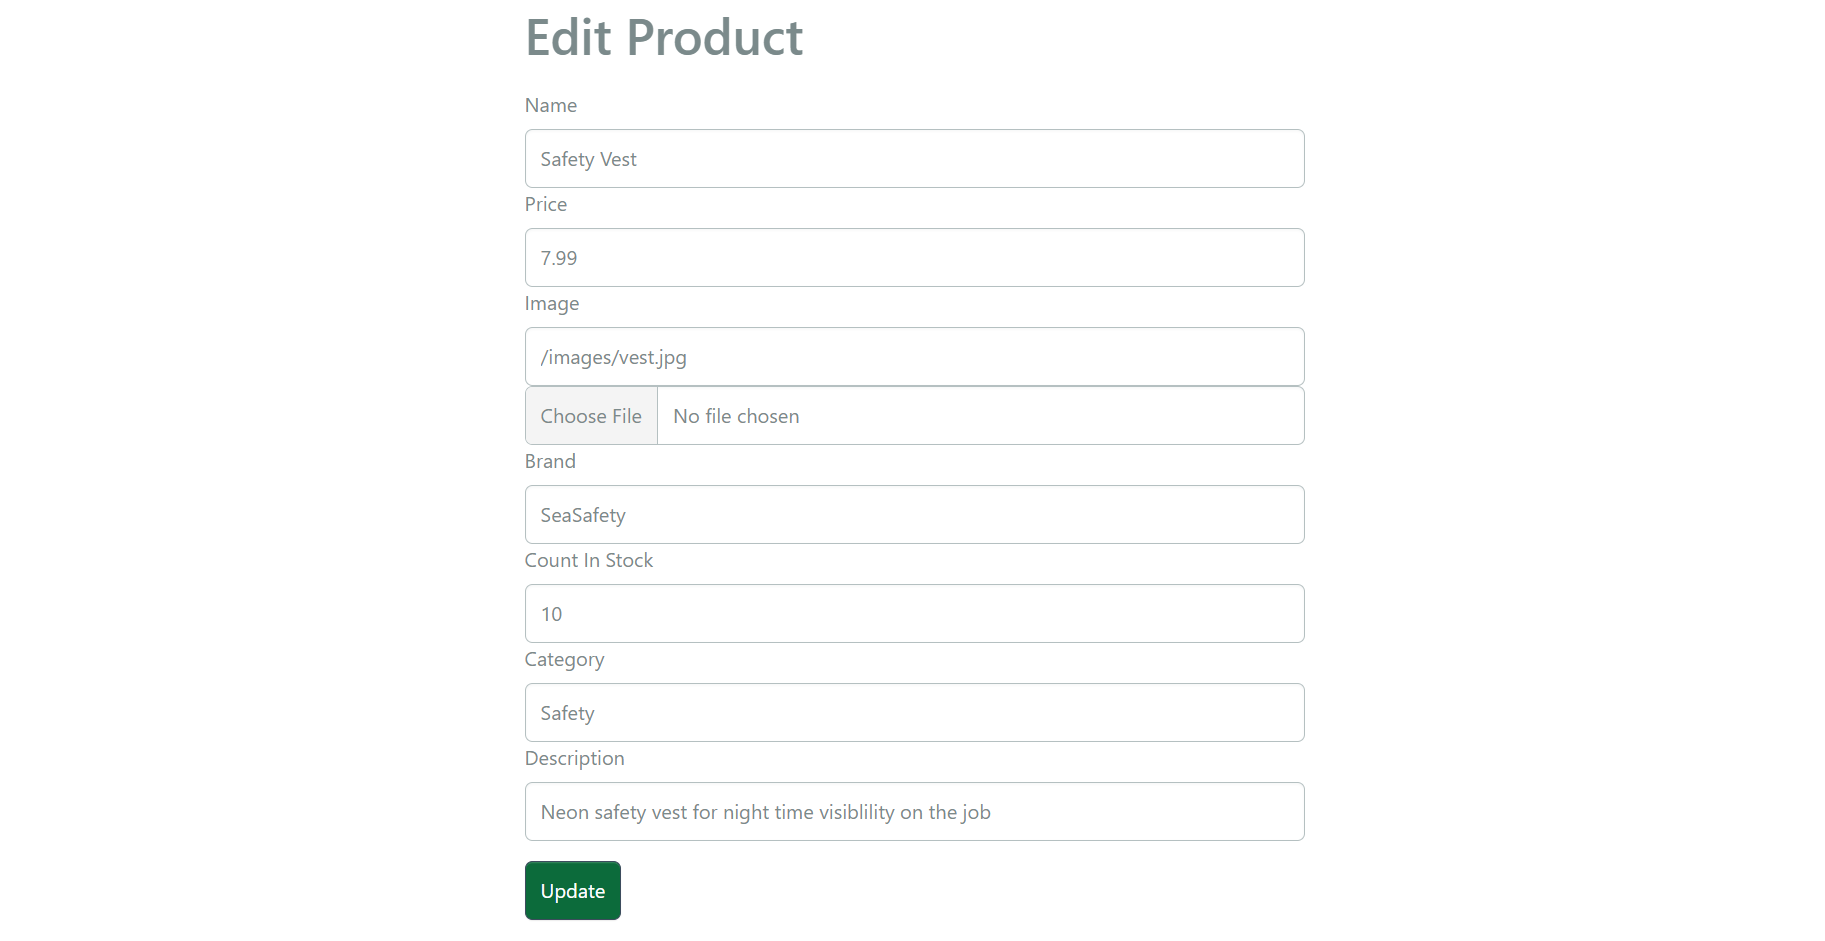 Edit Product
Name
Safety Vest
Price
7.99
Image
/images/vest.jpg
Choose File No file chosen
Brand
SeaSafety
Count In Stock
10
Category
Safety
Description
Neon safety vest for night time visiblility on the job
Update